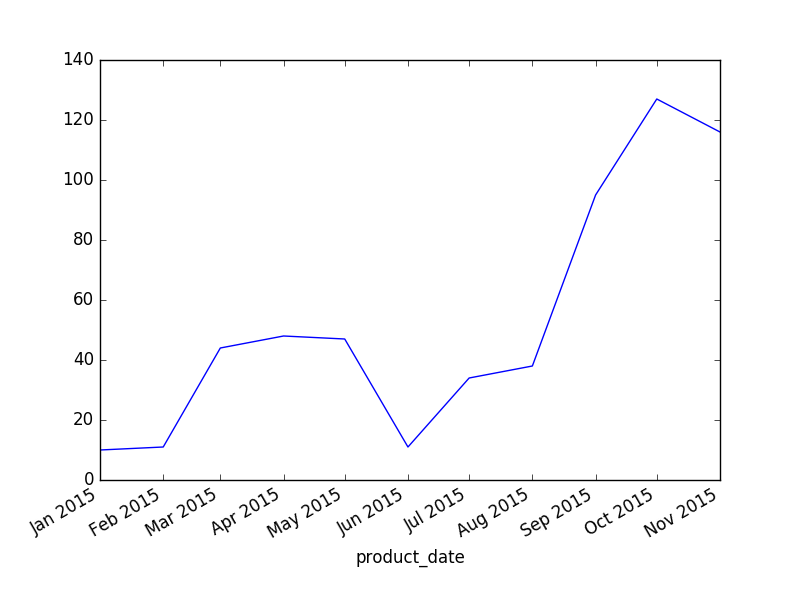 140
120
100
80
60
40
20
0
Jan 2015
Feb 2015
Mar 2015
Apr 2015
May 2015
Jun 2015
Jul 2015
Aug 2015
Sep 2015
Oct 2015
Nov 2015
product_date